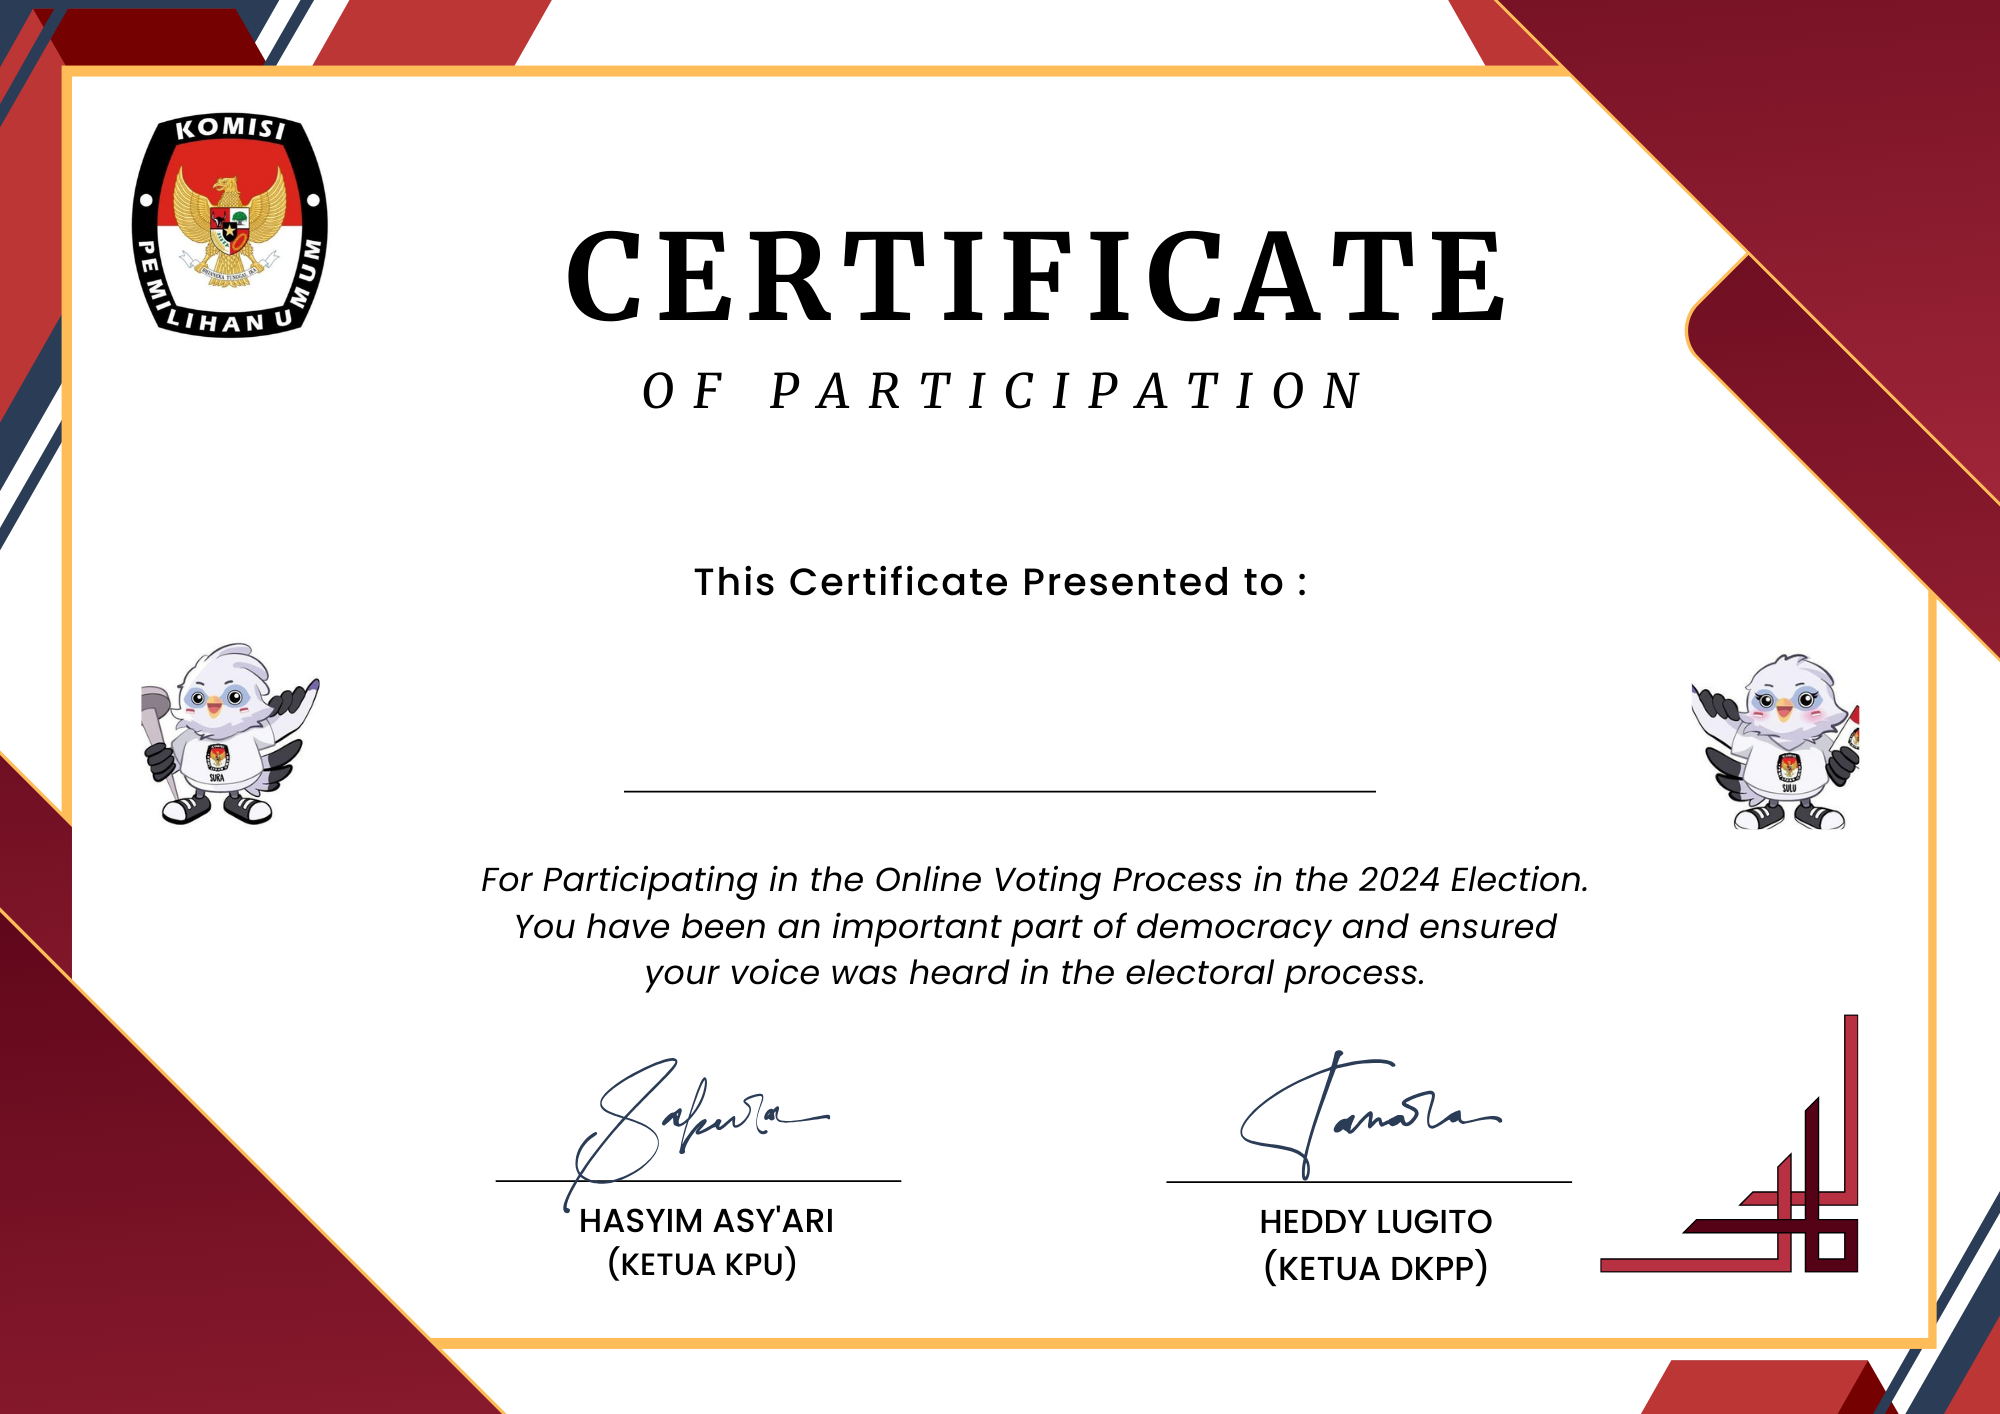 KOMISI
PEMILIHAN UMUM
CERTIFICATE
OF PARTICIPATION
This Certificate Presented to :
SURA
SULU
For Participating in the Online Voting Process in the 2024 Election.
You have been an important part of democracy and ensured
your voice was heard in the electoral process.
Sakura
Tamara
HASYIM ASY'ARI
HEDDY LUGITO
(KETUA KPU)
(KETUA DKPP)